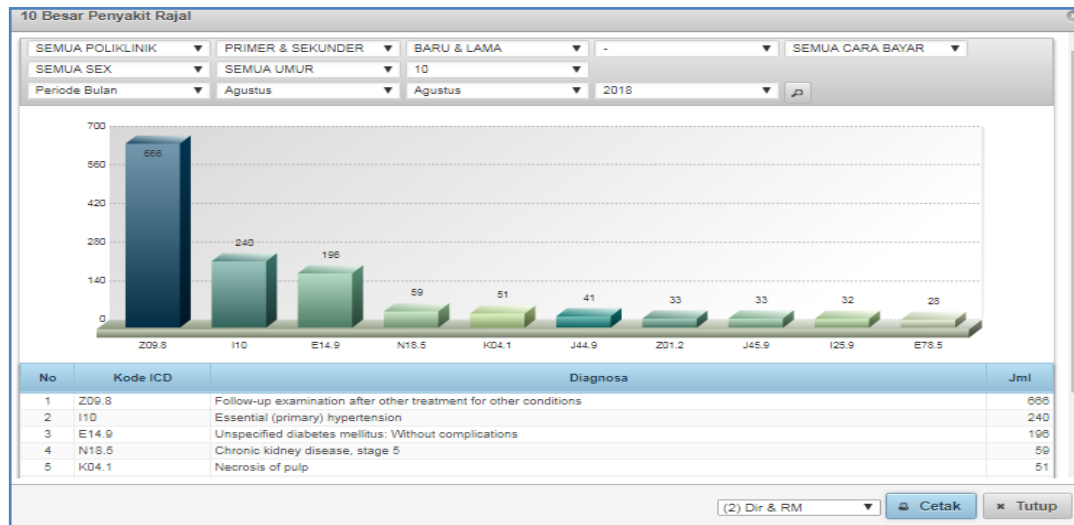 10 Besar Penyakit Rajal
SEMUA POLIKLINIK PRIMER & SEKUNDER BARU & LAMA - SEMUA CARA BAYAR
SEMUA SEX SEMUA UMUR 10
Periode Bulan Agustus Agustus 2018
700
560
420
280
140
0
666 240 196 59 51 41 33 33 32 28
Z09.8 I10 E14.9 N18.5 K04.1 J44.9 Z01.2 J45.9 I25.9 E78.5
No Kode ICD Diagnosa Jml
1 Z09.8 Follow-up examination after other treatment for other conditions 666
2 I10 Essential (primary) hypertension 240
3 E14.9 Unspecified diabetes mellitus: Without complications 196
4 N18.5 Chronic kidney disease, stage 5 59
5 K04.1 Necrosis of pulp 51
(2) Dir & RM Cetak Tutup